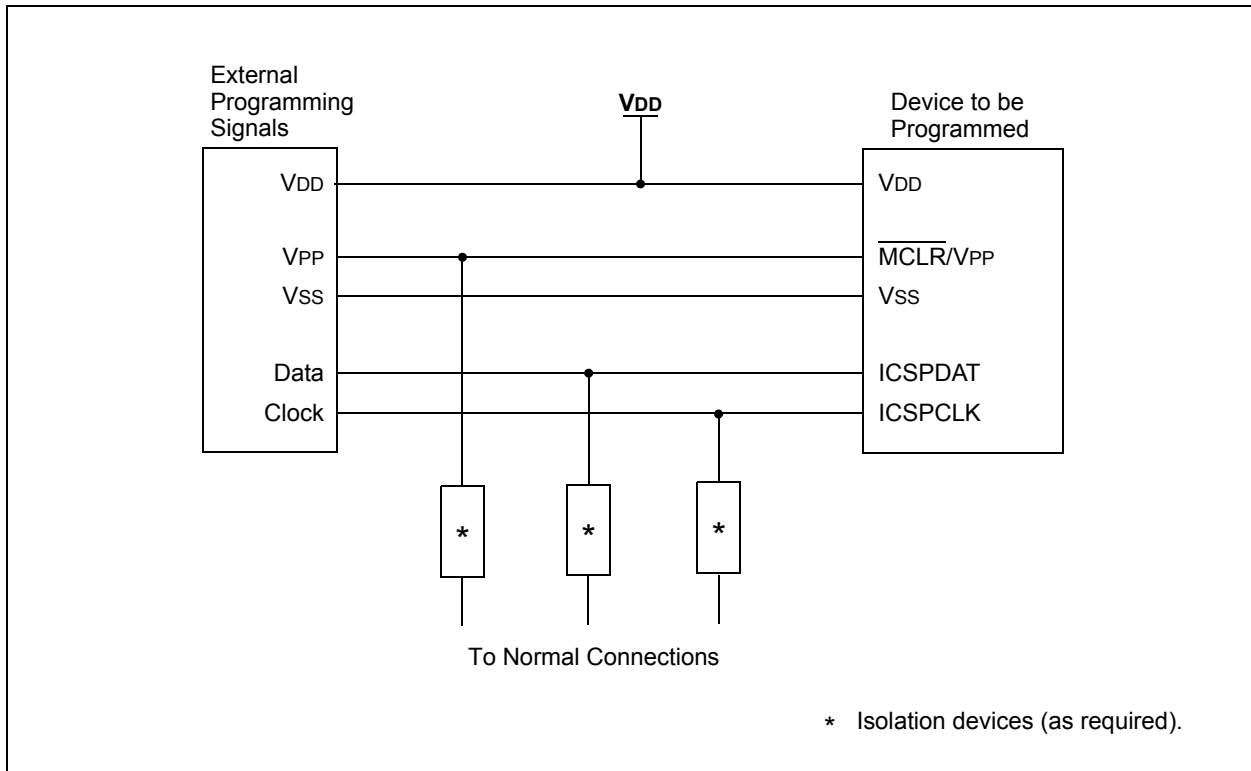 External
Programming
Signals
VDD
Device to be
Programmed
VDD
VPP
VSS
Data
Clock
VDD
MCLR/VPP
VSS
ICSPDAT
ICSPCLK
* * *
To Normal Connections
* Isolation devices (as required).